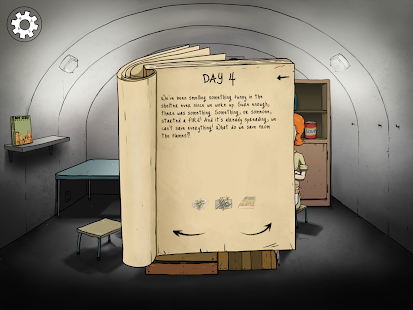 DAY 4
We've been smelling something funny in the
shelter ever since we woke up. Sure enough,
there was something. Something, or someone,
started a FIRE! And it's already spreading, we
can't save everything! What do we save from
the flames?